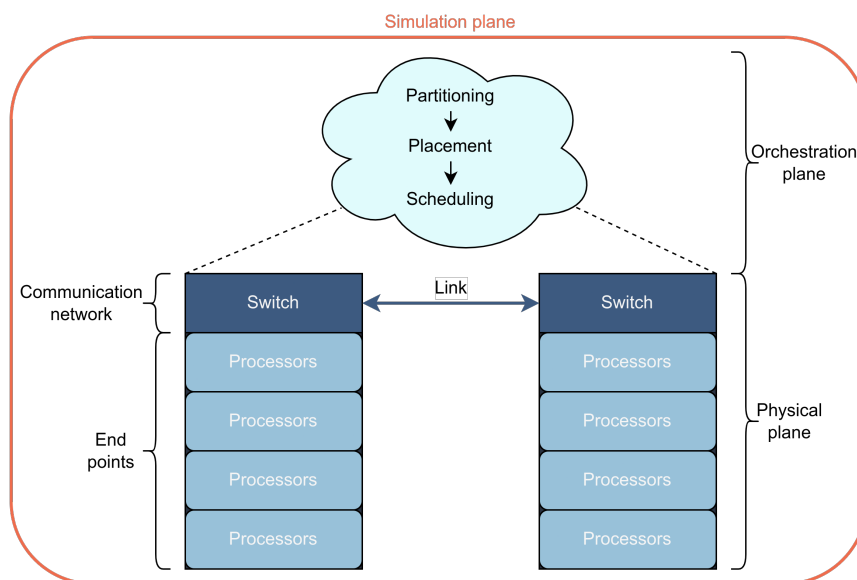 Simulation plane
Partitioning
Placement
Scheduling
Orchestration
plane
Communication
network
Switch
Link
Switch
Processors
Processors
Processors
Processors
Processors
Processors
Processors
Processors
End
points
Physical
plane